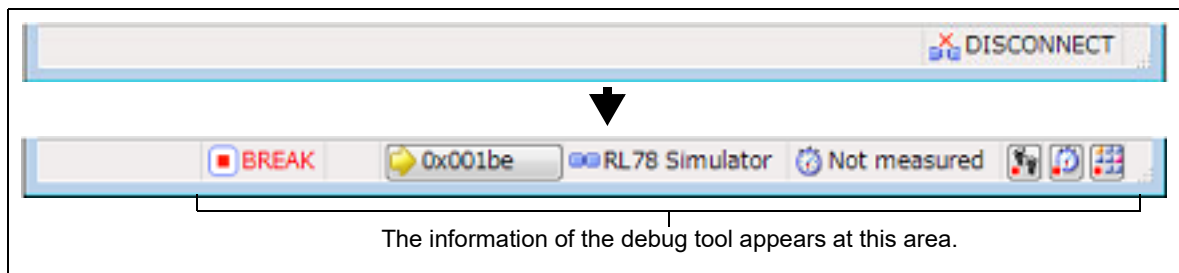 DISCONNECT
BREAK 0x001be RL78 Simulator Not measured
The information of the debug tool appears at this area.